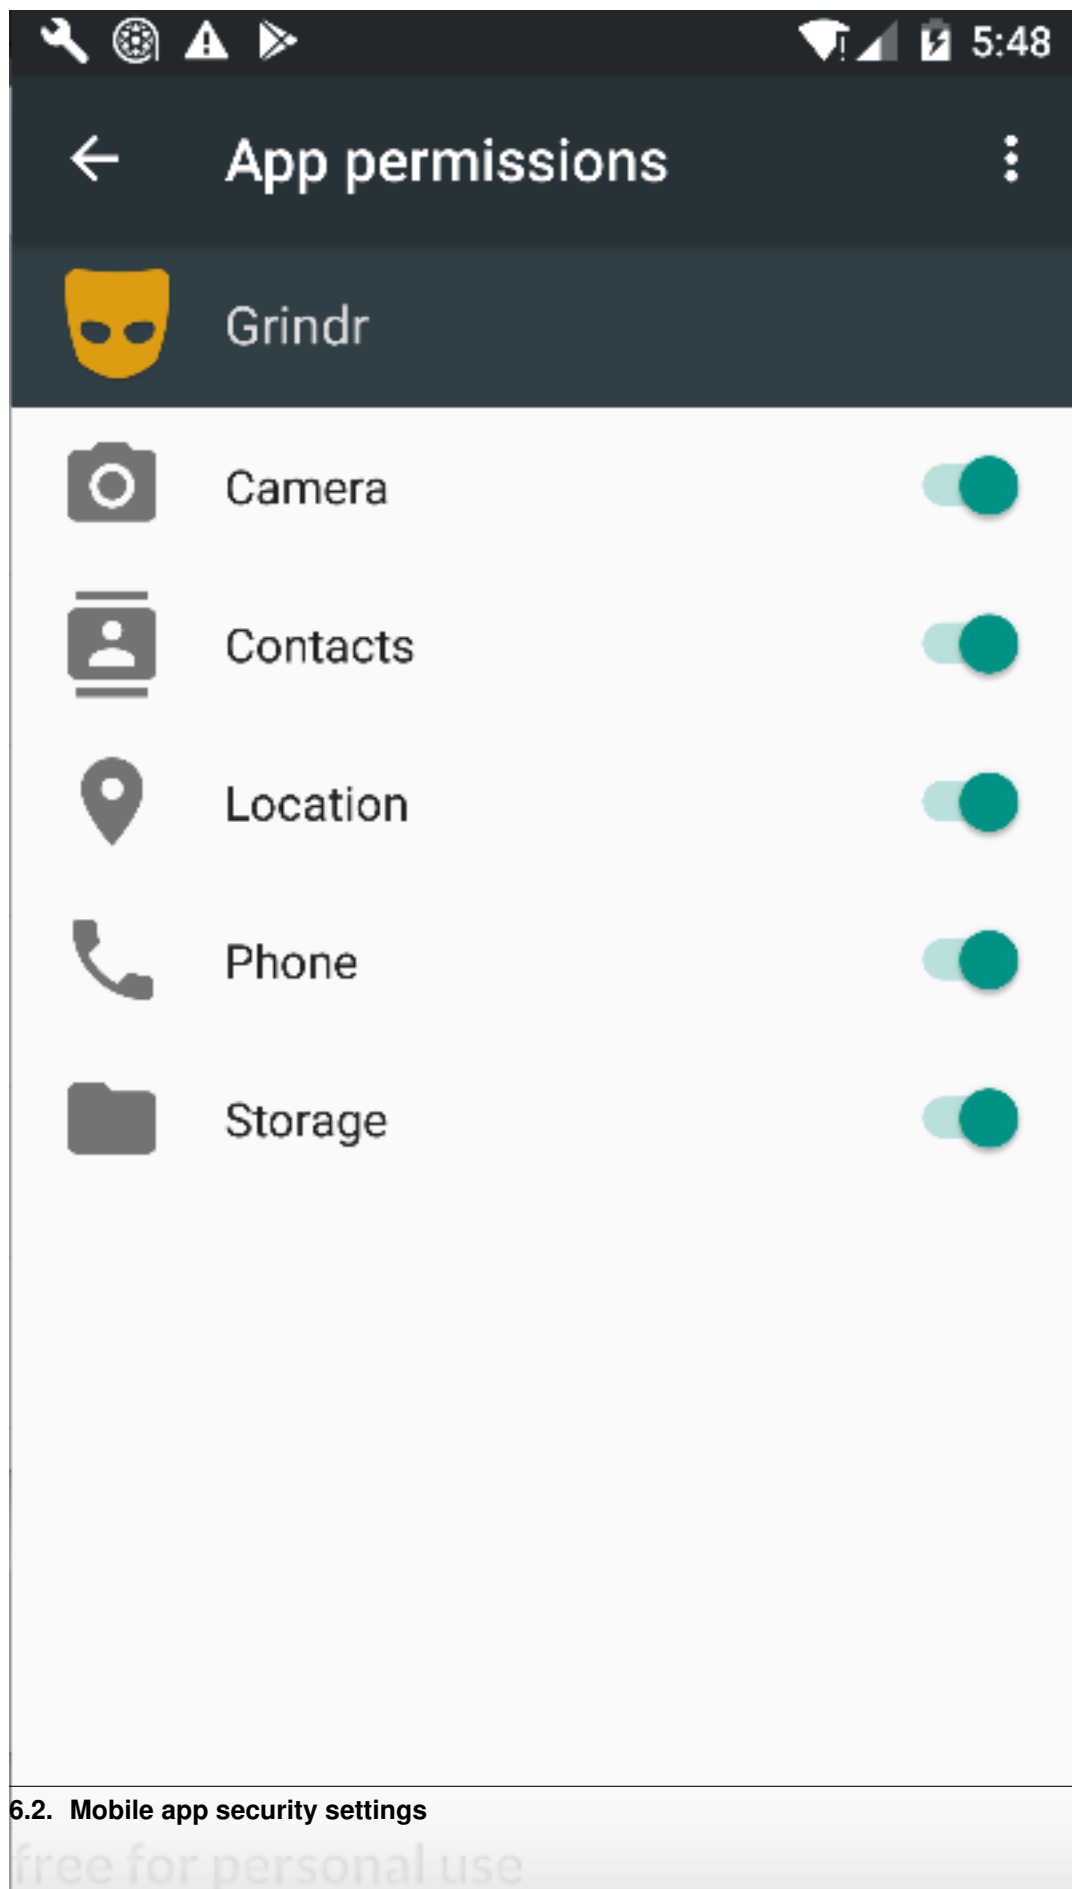 5:48
App permissions
Grindr
Camera
Contacts
Location
Phone
Storage
6.2. Mobile app security settings
free for personal use